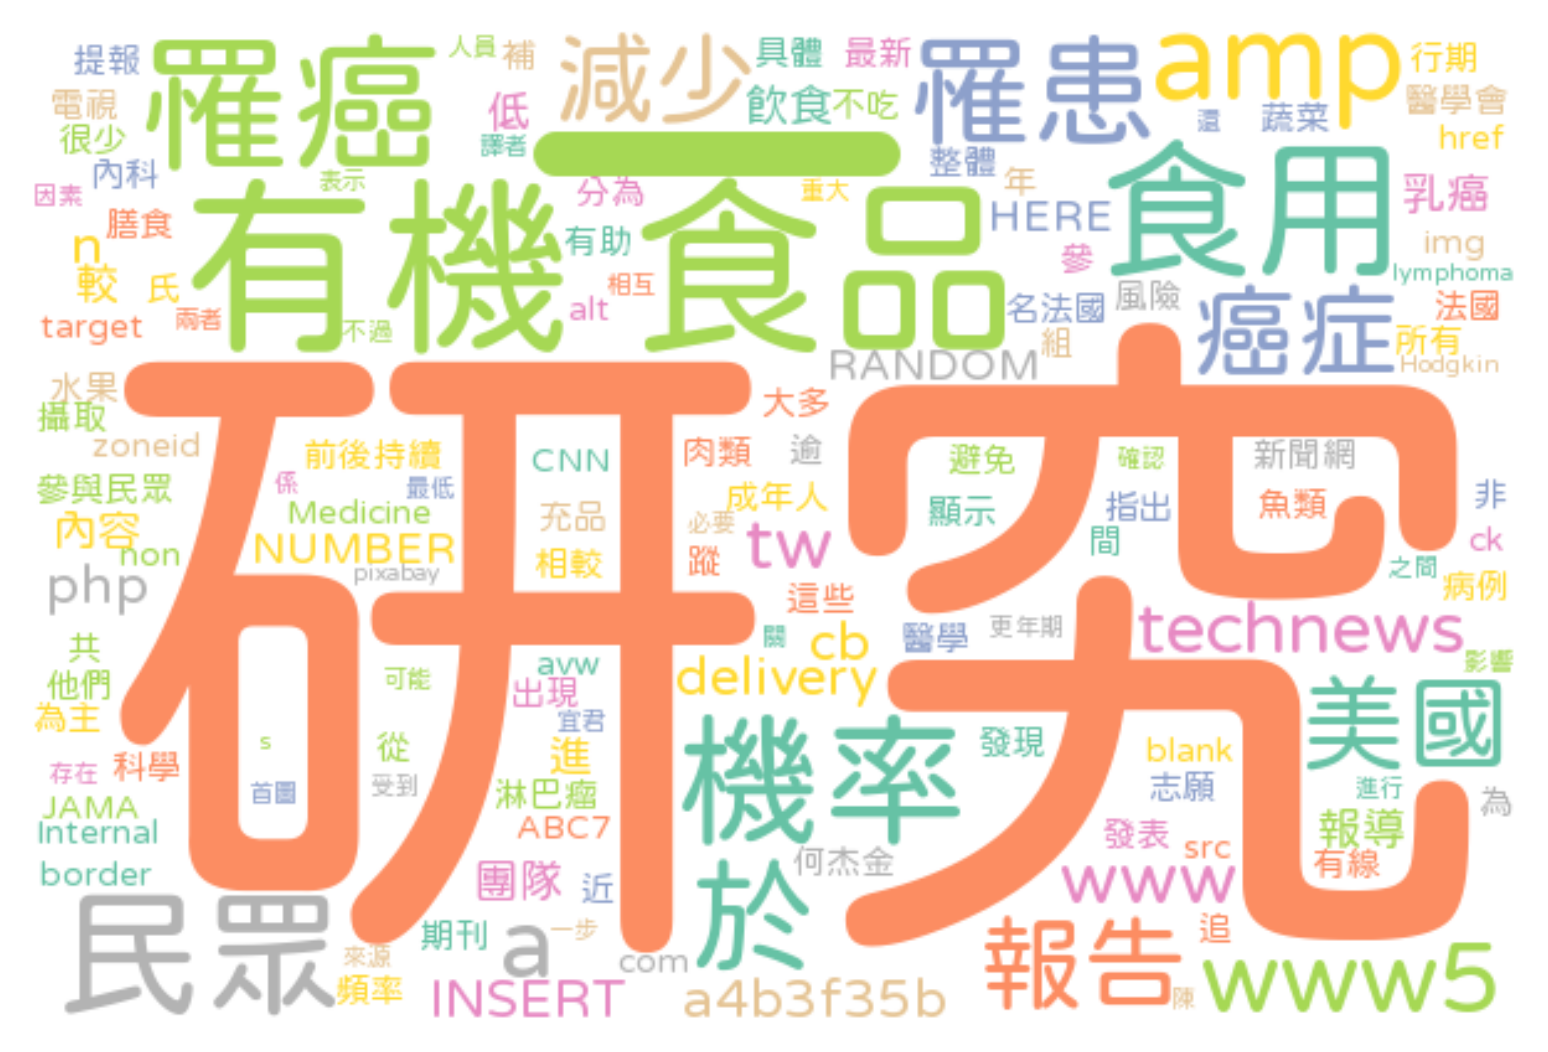 提報
罹癌
人員
補
減少
具體
最新
罹患
amp
行期
電視
低
飲食
不吃
還
蔬菜
醫學會
很少
譯者
一
整體
href
因素
內科
表示
分為
重大
年
食用
乳癌
膳食
有機
有助
食品
HERE
n
參
img
較
氏
相互
lymphoma
target
兩者
不過
alt
名法國
風險
癌症
法國
組
所有
RANDOM
Hodgkin
水果
攝取
研究
大多
zoneid
前後持續
CNN
肉類
逾
避免
確認
新聞網
參與民眾
係
最低
成年人
顯示
指出
魚類
非
內容
Medicine
充品
必要
tw
間
ck
non
NUMBER
相較
蹤
之間
php
pixabay
這些
病例
共
關
cb
醫學
更年期
technews
他們
可能
avw
delivery
影響
為主
出現
宜君
美國
s
從
進
機率
發現
blank
存在
科學
首圖
受到
淋巴瘤
志願
進行
為
JAMA
ABC7
發表
報導
Internal
何杰金
src
有線
border
團隊
近
於
www
民眾
期刊
a
一步
追
來源
com
報告
www5
頻率
INSERT
a4b3f35b
陳